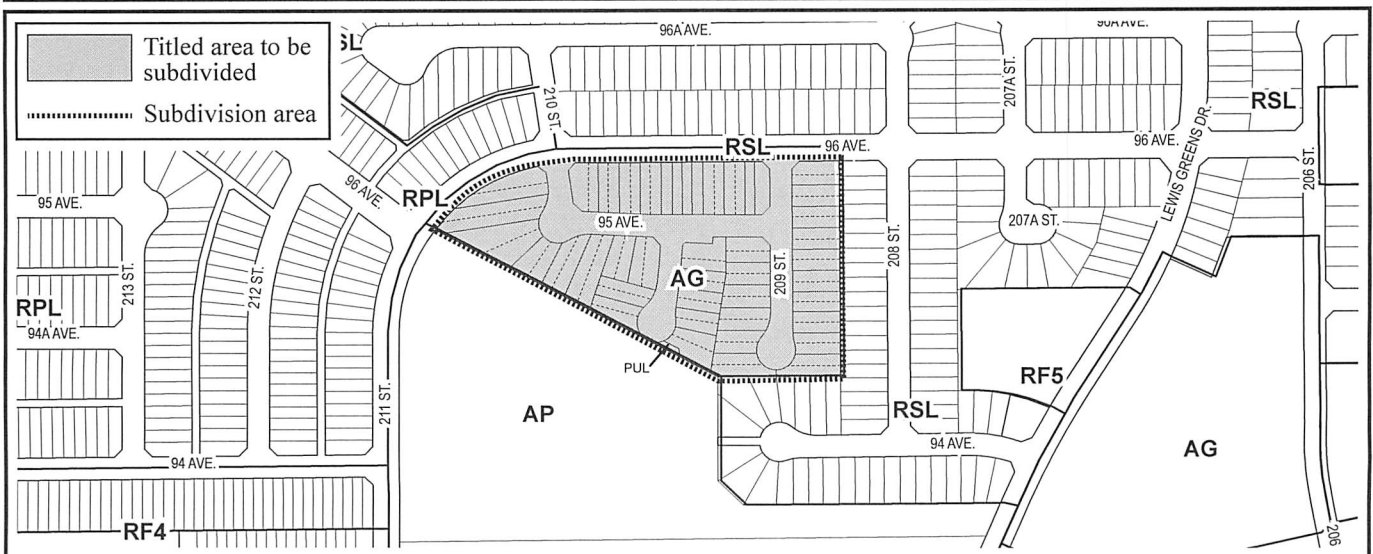 Titled area to be
subdivided
Subdivision area
SL
96A AVE.
96A AVE.
210 ST.
207A ST.
LEWIS GREENS DR.
RSL
96 AVE.
RSL
96 AVE.
206 ST.
95 AVE.
96 AVE.
RPL
95 AVE.
207A ST.
213 ST.
212 ST.
AG
209 ST.
208 ST.
RPL
94A AVE.
PUL
RF5
211 ST.
AP
RSL
94 AVE.
AG
94 AVE.
RF4
206